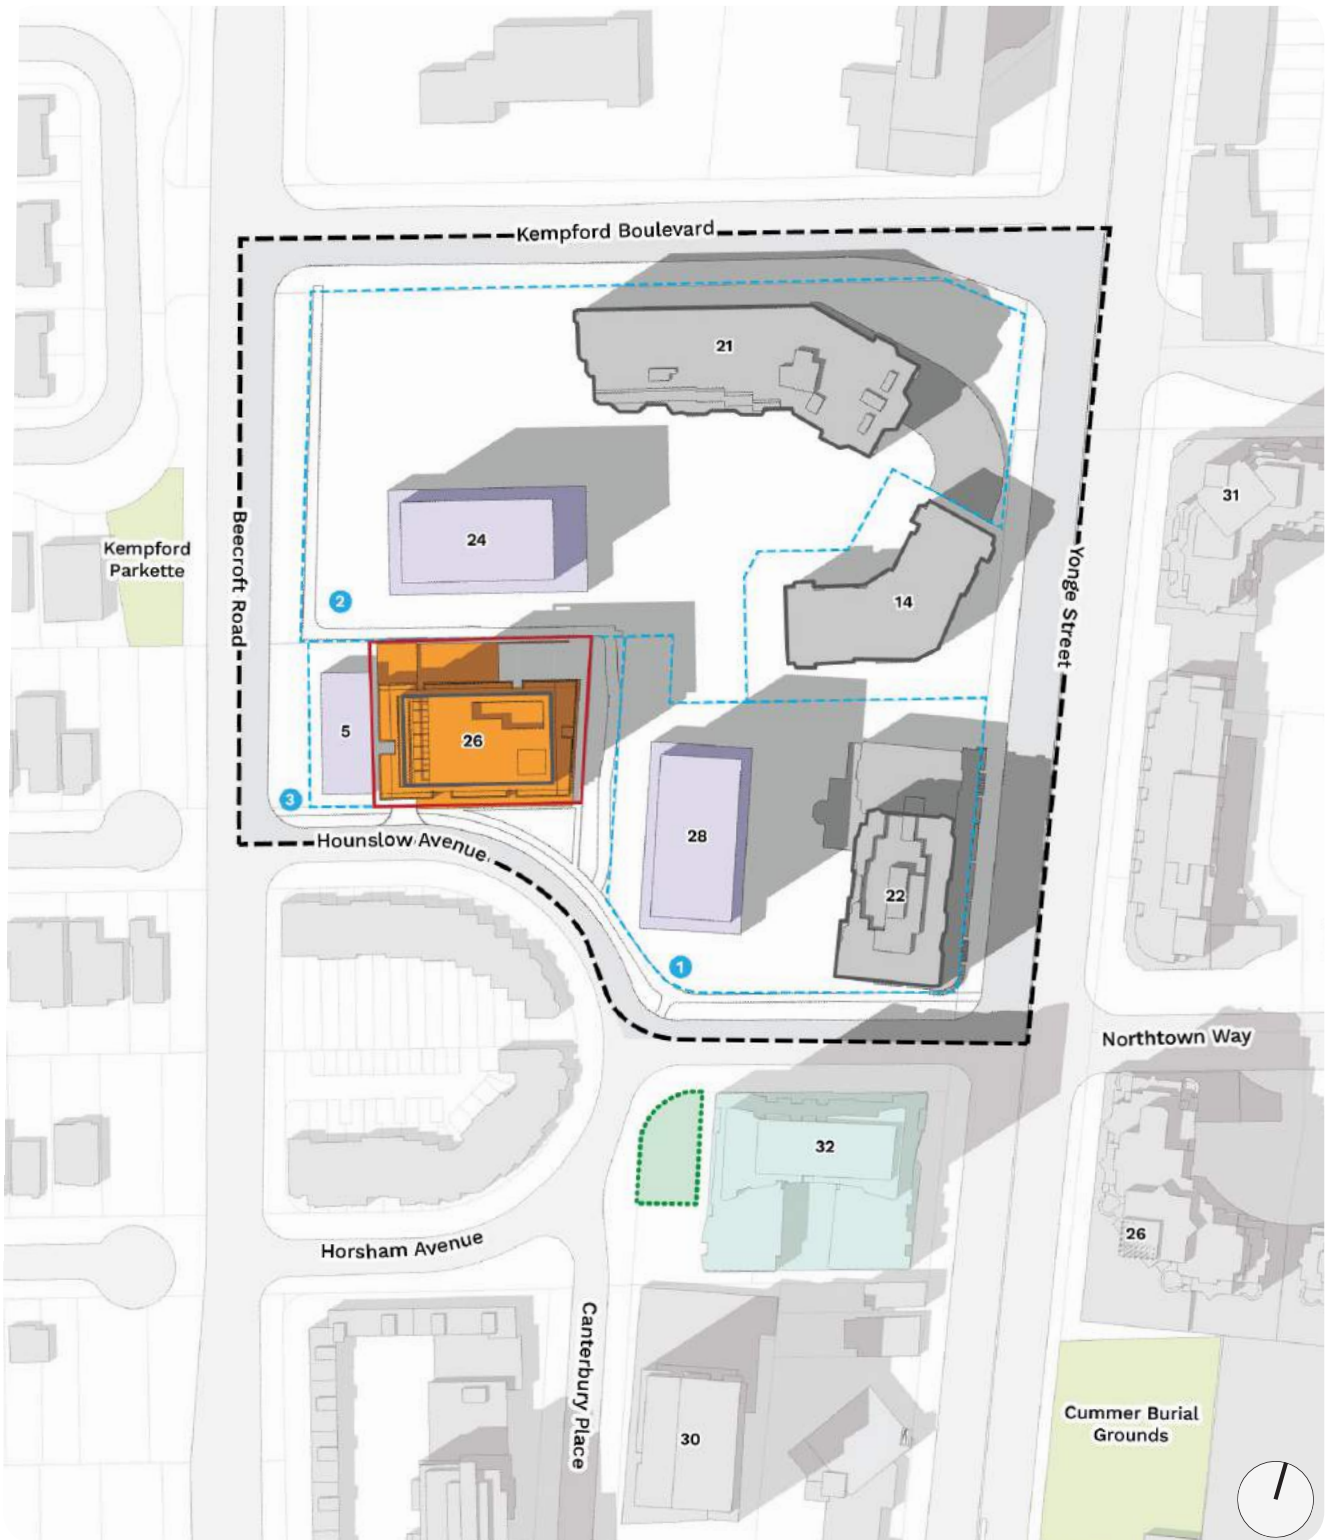 Kempford Boulevard
21
31
24
Kempford
Parkette
Beecroft Road
2
14
Yonge Street
5
26
3
28
Hounslow Avenue
22
1
Northtown Way
32
26
Horsham Avenue
Canterbury Place
Cummer Burial
Grounds
30